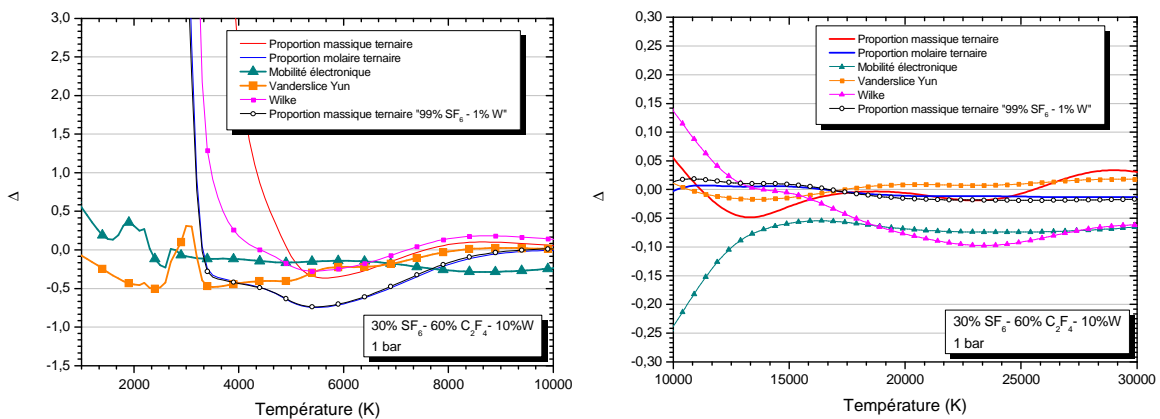 3,0
2,5
2,0
1,5
1,0
0,5
0,0
-0,5
-1,0
-1,5
Δ
Proportion massique ternaire
Proportion molaire ternaire
Mobilité électronique
Vanderslice Yun
Wilke
Proportion massique ternaire "99% SF6 - 1% W"
30% SF6 - 60% C2F4 - 10%W
1 bar
2000 4000 6000 8000 10000
Température (K)
0,30
0,25
0,20
0,15
0,10
0,05
0,00
-0,05
-0,10
-0,15
-0,20
-0,25
-0,30
Δ
Proportion massique ternaire
Proportion molaire ternaire
Mobilité électronique
Vanderslice Yun
Wilke
Proportion massique ternaire "99% SF6 - 1% W"
30% SF6 - 60% C2F4 - 10%W
1 bar
10000 15000 20000 25000 30000
Température (K)